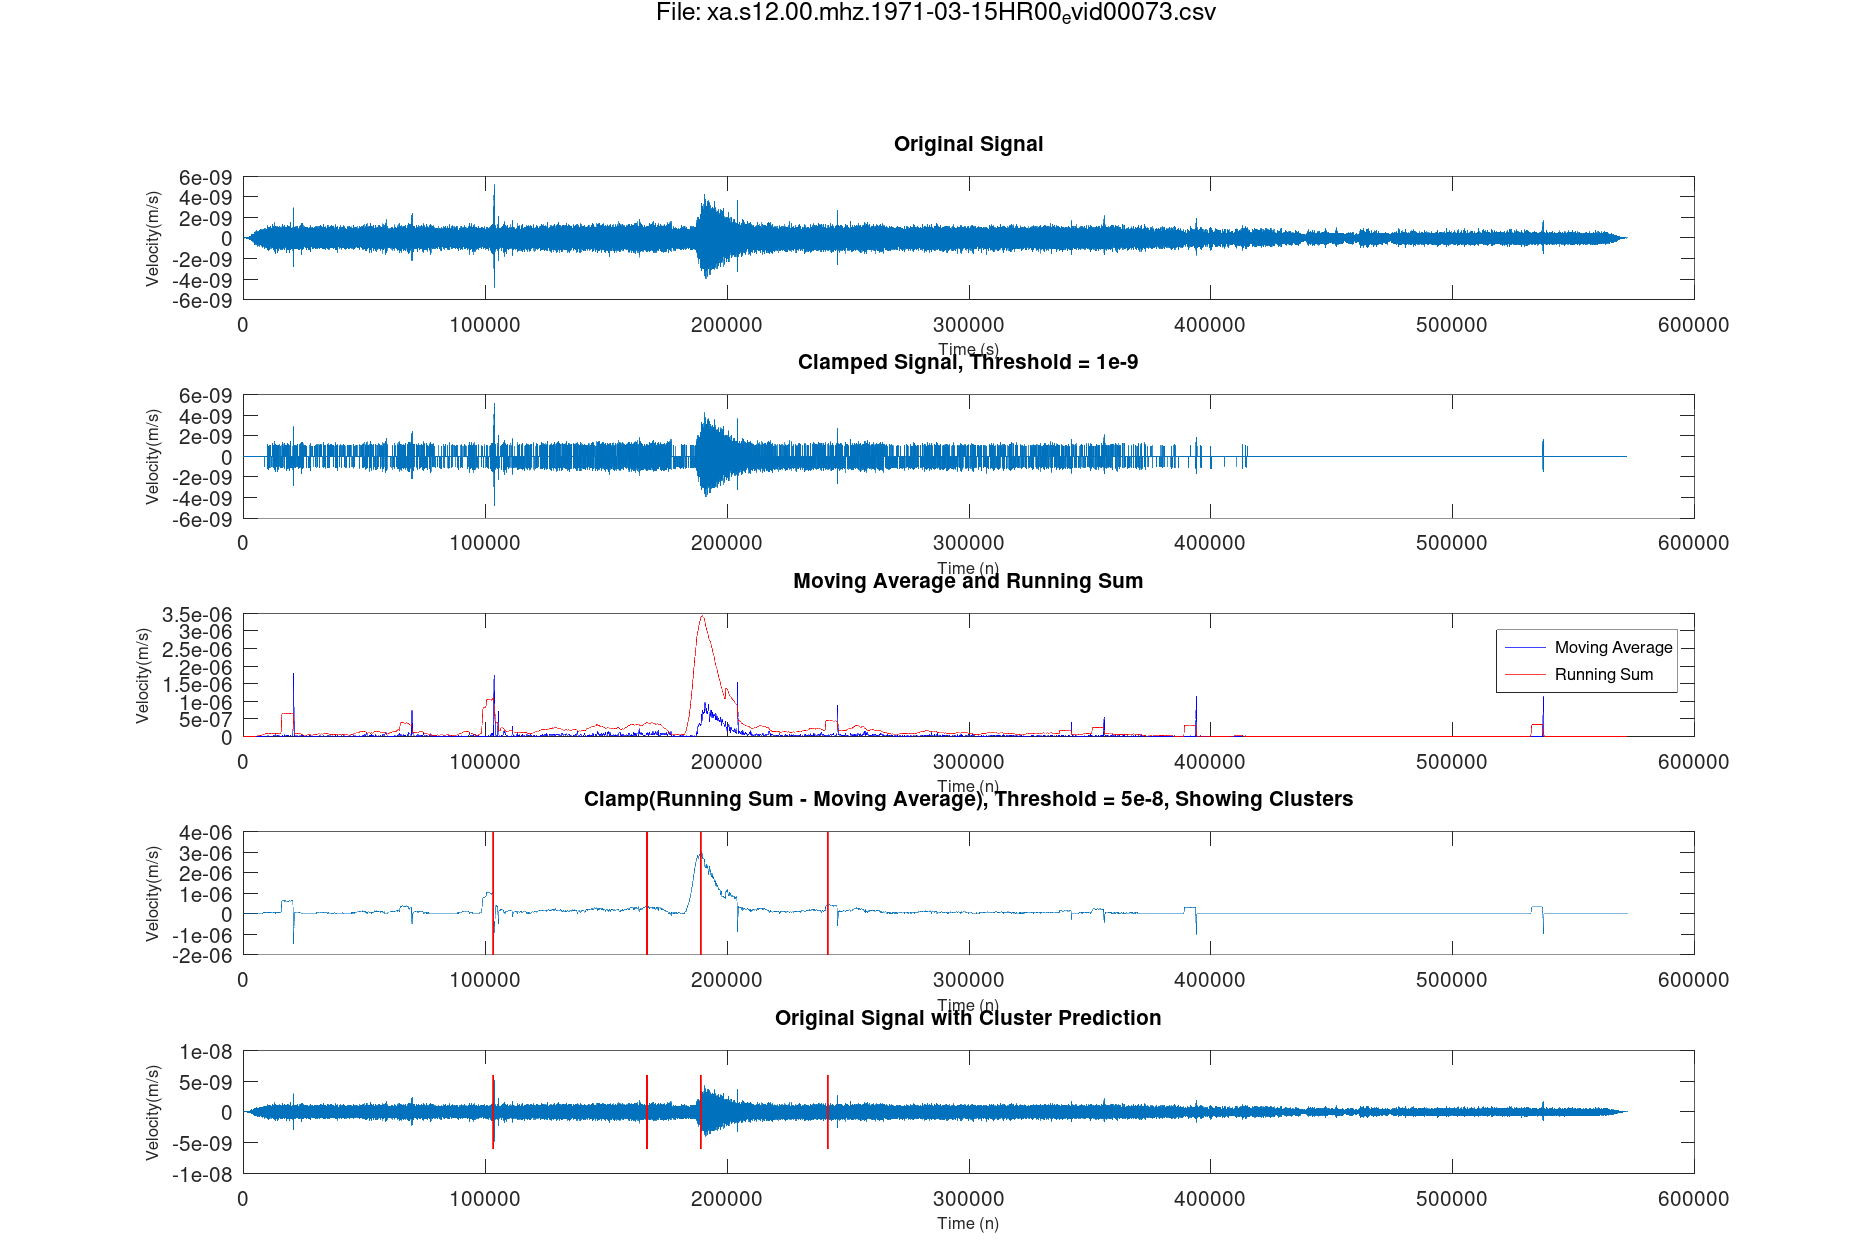 File: xa.s12.00.mhz.1971-03-15HR00evid00073.csv
Original Signal
Velocity(m/s)
6e-09
4e-09
2e-09
0
-2e-09
-4e-09
-6e-09
0 100000 200000 300000 400000 500000 600000
Time (s)
Clamped Signal, Threshold = 1e-9
Velocity(m/s)
6e-09
4e-09
2e-09
0
-2e-09
-4e-09
-6e-09
0 100000 200000 300000 400000 500000 600000
Time (n)
Moving Average and Running Sum
Velocity(m/s)
3.5e-06
3e-06
2.5e-06
2e-06
1.5e-06
1e-06
5e-07
0
Moving Average
Running Sum
0 100000 200000 300000 400000 500000 600000
Time (n)
Clamp(Running Sum - Moving Average), Threshold = 5e-8, Showing Clusters
Velocity(m/s)
4e-06
3e-06
2e-06
1e-06
0
-1e-06
-2e-06
0 100000 200000 300000 400000 500000 600000
Time (n)
Original Signal with Cluster Prediction
Velocity(m/s)
1e-08
5e-09
0
-5e-09
-1e-08
0 100000 200000 300000 400000 500000 600000
Time (n)